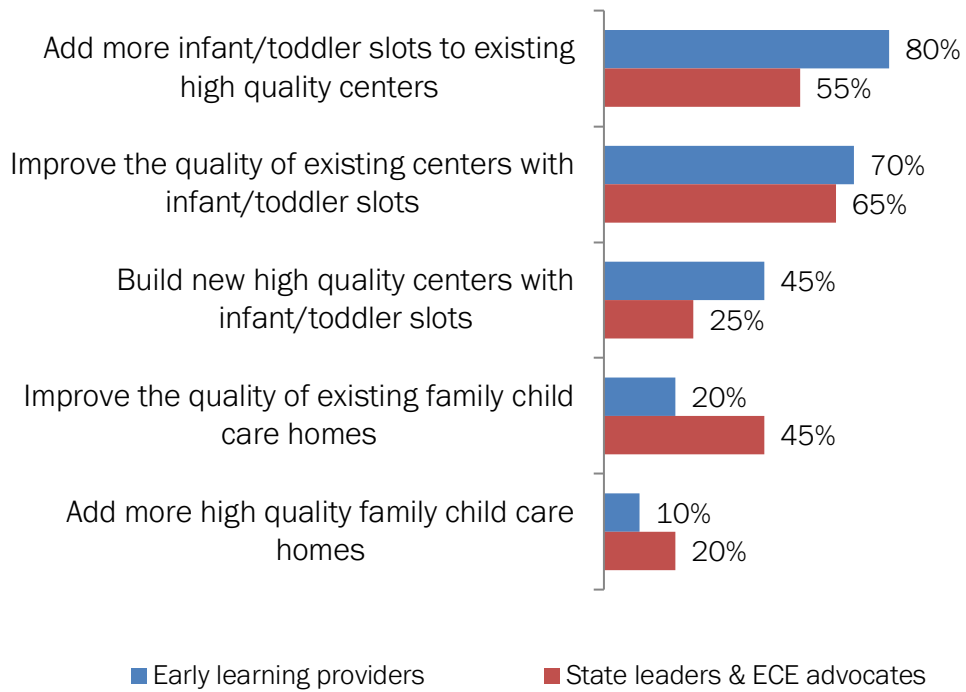 Add more infant/toddler slots to existing
high quality centers
80%
55%
Improve the quality of existing centers with
infant/toddler slots
70%
65%
Build new high quality centers with
infant/toddler slots
45%
25%
Improve the quality of existing family child
care homes
20%
45%
Add more high quality family child care
homes
10%
20%
Early learning providers
State leaders & ECE advocates